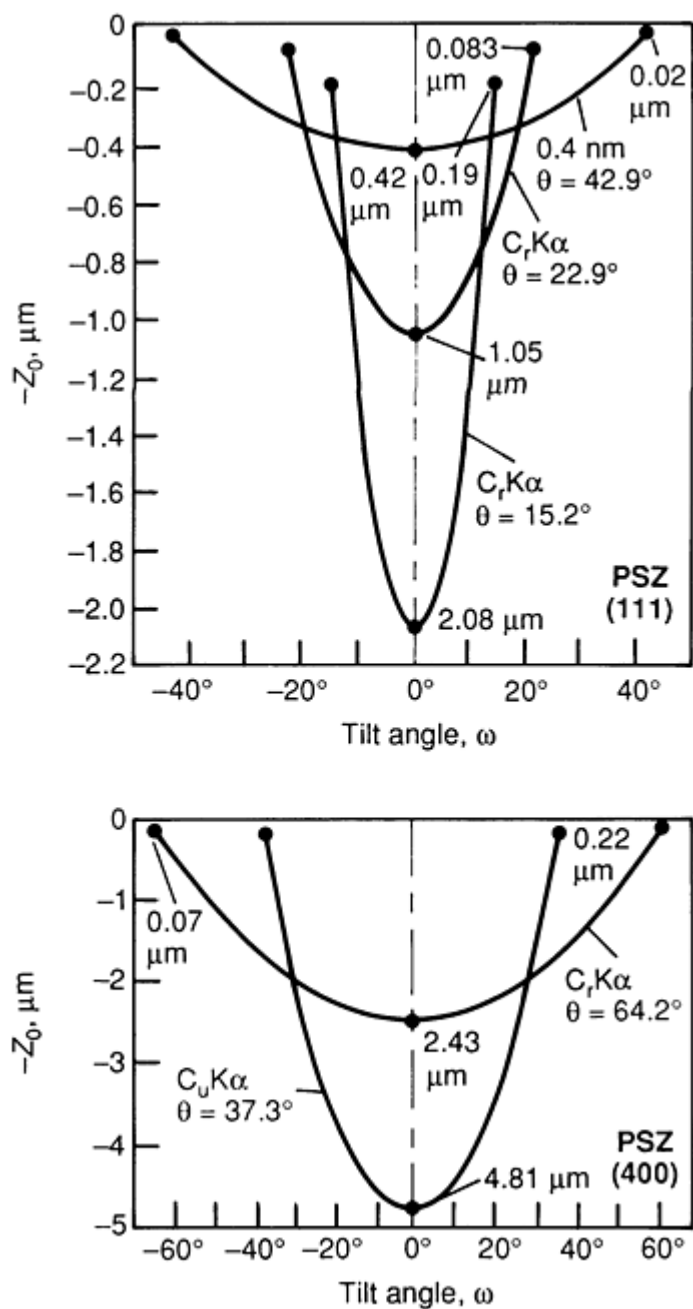 0
−0.2
−0.4
−0.6
−0.8
−1.0
−1.2
−1.4
−1.6
−1.8
−2.0
−2.2
−Z₀, μm
0.083
μm
0.02
μm
0.42
μm
0.19
μm
0.4 nm
θ = 42.9°
CᵣKα
θ = 22.9°
1.05
μm
CᵣKα
θ = 15.2°
2.08 μm
PSZ
(111)
−40° −20° 0° 20° 40°
Tilt angle, ω
0
−1
−2
−3
−4
−5
−Z₀, μm
0.07
μm
0.22
μm
CᵣKα
θ = 64.2°
2.43
μm
CᵤKα
θ = 37.3°
4.81 μm
PSZ
(400)
−60° −40° −20° 0° 20° 40° 60°
Tilt angle, ω